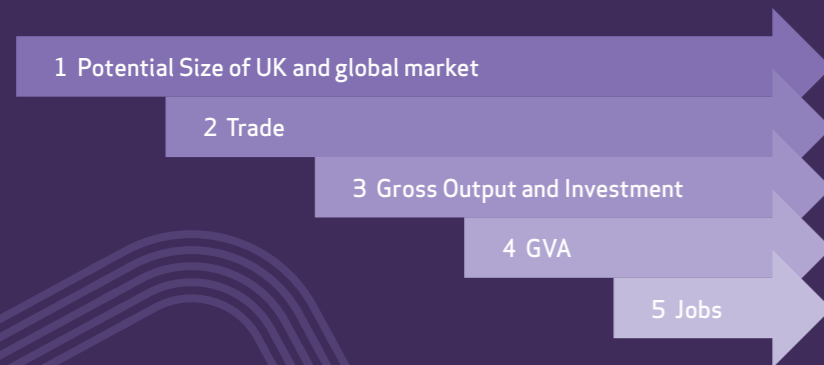 1 Potential Size of UK and global market
2 Trade
3 Gross Output and Investment
4 GVA
5 Jobs